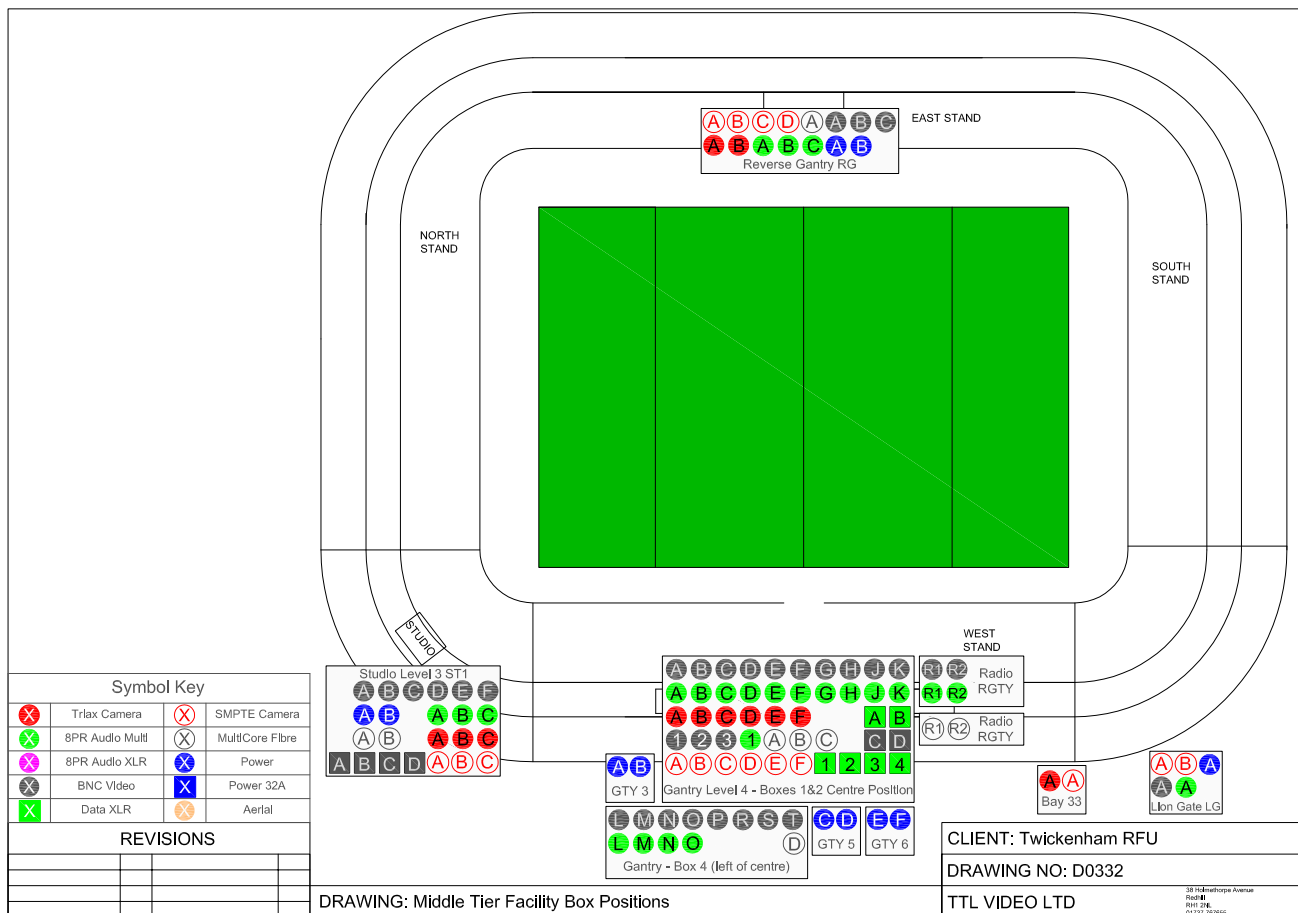 A B C D A A B C
EAST STAND
A B A B C A B
Reverse Gantry RG
NORTH
STAND
SOUTH
STAND
STUDIO
WEST
STAND
Studio Level 3 ST1
A B C D E F
A B A B C
A B A B C
A B C D A B C
A B C D E F G H J K
A B C D E F G H J K
A B C D E F A B
1 2 3 1 A B C C D
A B C D E F 1 2 3 4
Gantry Level 4 - Boxes 1&2 Centre Position
R1 R2 Radio
RGTY
R1 R2
R1 R2 Radio
RGTY
A B
GTY 3
A A
Bay 33
A B A
A A
Lion Gate LG
L M N O P R S T
L M N O D
Gantry - Box 4 (left of centre)
C D
GTY 5
E F
GTY 6
Symbol Key
X Triax Camera X SMPTE Camera
X 8PR Audio Multi X MultiCore Fibre
X 8PR Audio XLR X Power
X BNC Video X Power 32A
X Data XLR X Aerial
REVISIONS
DRAWING: Middle Tier Facility Box Positions
CLIENT: Twickenham RFU
DRAWING NO: D0332
TTL VIDEO LTD
38 Holmethorpe Avenue
Redhill
RH1 2NL